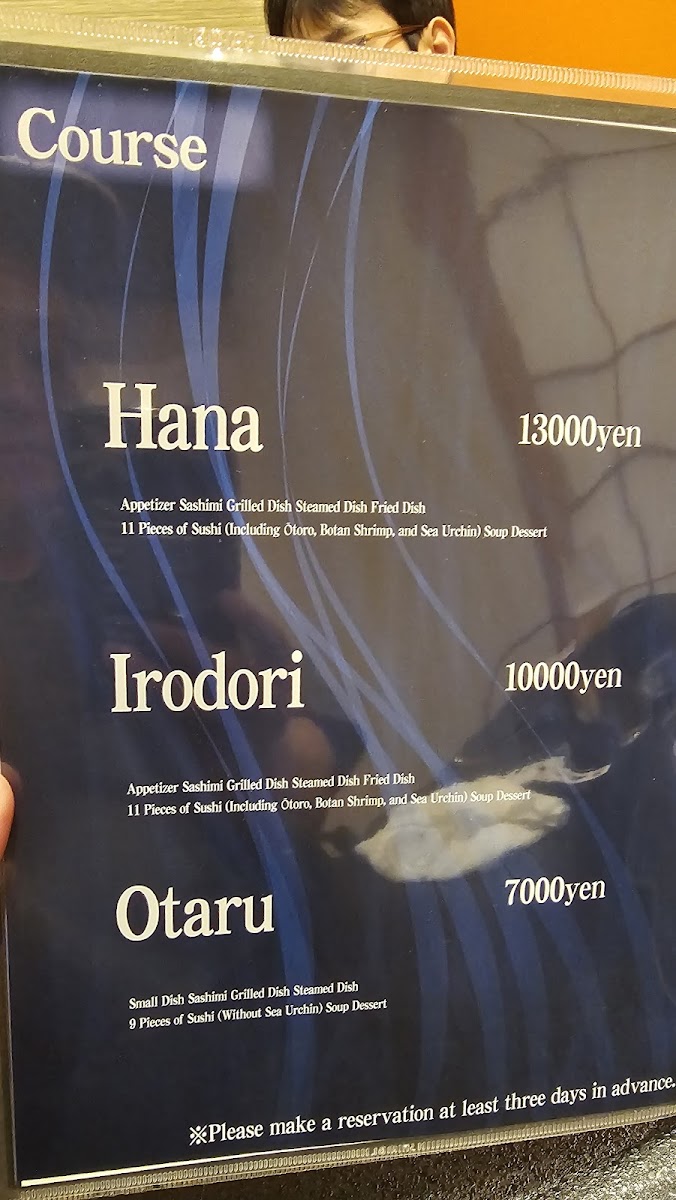 Course
Hana
13000yen
Appetizer Sashimi Grilled Dish Steamed Dish Fried Dish
11 Pieces of Sushi (Including Ōtoro, Botan Shrimp, and Sea Urchin) Soup Dessert
Irodori
10000yen
Appetizer Sashimi Grilled Dish Steamed Dish Fried Dish
11 Pieces of Sushi (Including Ōtoro, Botan Shrimp, and Sea Urchin) Soup Dessert
Otaru
7000yen
Small Dish Sashimi Grilled Dish Steamed Dish
9 Pieces of Sushi (Without Sea Urchin) Soup Dessert
※Please make a reservation at least three days in advance.